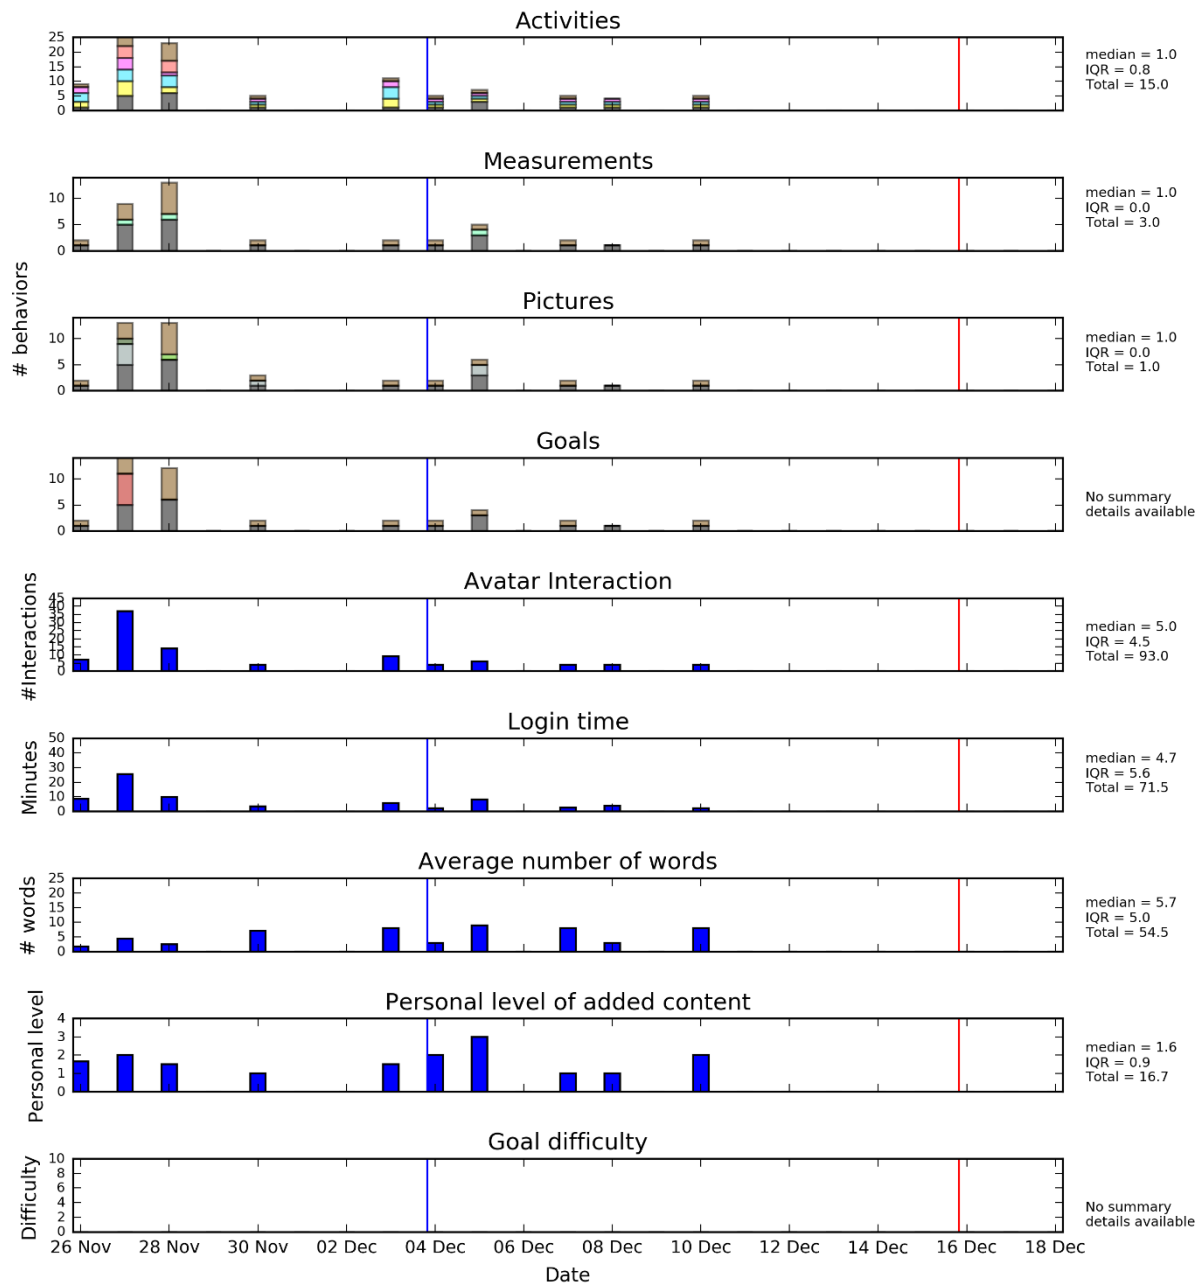 Activities
25
20
15
10
5
0
median = 1.0
IQR = 0.8
Total = 15.0
Measurements
10
5
0
median = 1.0
IQR = 0.0
Total = 3.0
# behaviors
Pictures
10
5
0
median = 1.0
IQR = 0.0
Total = 1.0
Goals
10
5
0
No summary
details available
Avatar Interaction
#Interactions
45
40
35
30
25
20
15
10
5
0
median = 5.0
IQR = 4.5
Total = 93.0
Login time
Minutes
50
40
30
20
10
0
median = 4.7
IQR = 5.6
Total = 71.5
Average number of words
# words
25
20
15
10
5
0
median = 5.7
IQR = 5.0
Total = 54.5
Personal level of added content
Personal level
4
3
2
1
0
median = 1.6
IQR = 0.9
Total = 16.7
Goal difficulty
Difficulty
10
8
6
4
2
0
No summary
details available
26 Nov 28 Nov 30 Nov 02 Dec 04 Dec 06 Dec 08 Dec 10 Dec 12 Dec 14 Dec 16 Dec 18 Dec
Date